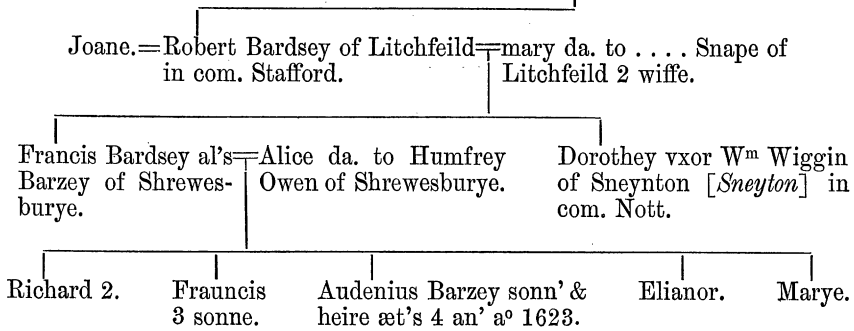 Joane.=Robert Bardsey of Litchfeild=mary da. to . . . . Snape of
in com. Stafford. Litchfeild 2 wiffe.
Francis Bardsey al's=Alice da. to Humfrey
Barzey of Shrewes- Owen of Shrewesburye.
burye.
Dorothey vxor Wᵐ Wiggin
of Sneynton [Sneyton] in
com. Nott.
Richard 2.
Frauncis
3 sonne.
Audenius Barzey sonn' &
heire æt's 4 an' aº 1623.
Elianor.
Marye.